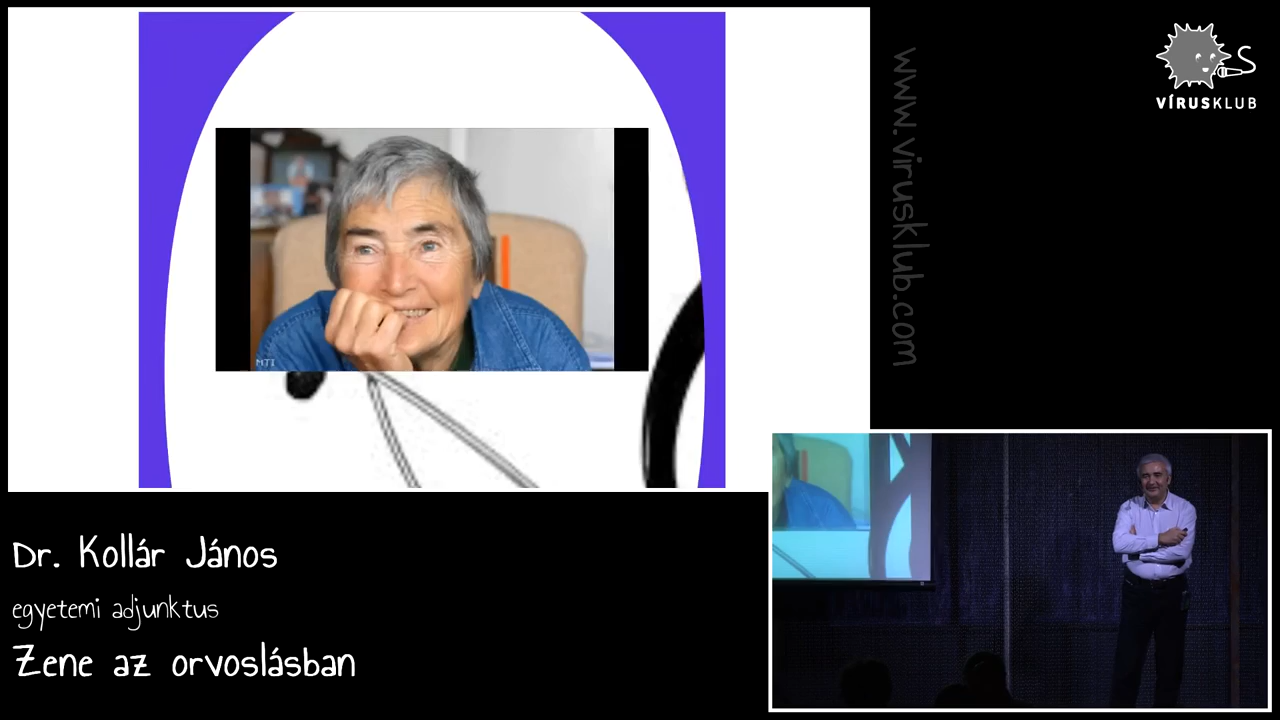 MTI
www.virusklub.com
VÍRUSKLUB
Dr. Kollár János
egyetemi adjunktus
Zene az orvoslásban